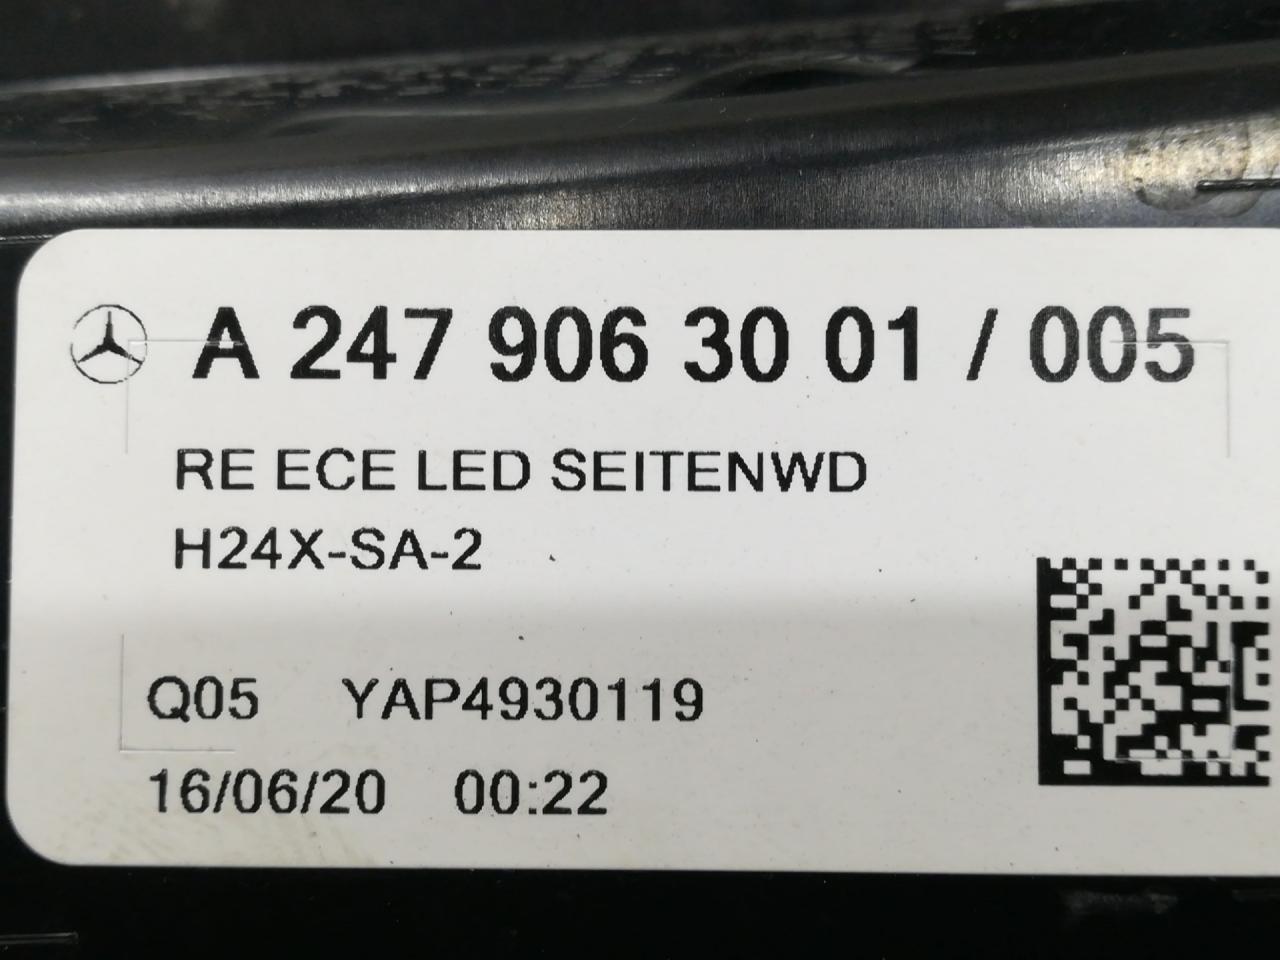 A 247 906 30 01 / 005
RE ECE LED SEITENWD
H24X-SA-2
Q05 YAP4930119
16/06/20 00:22